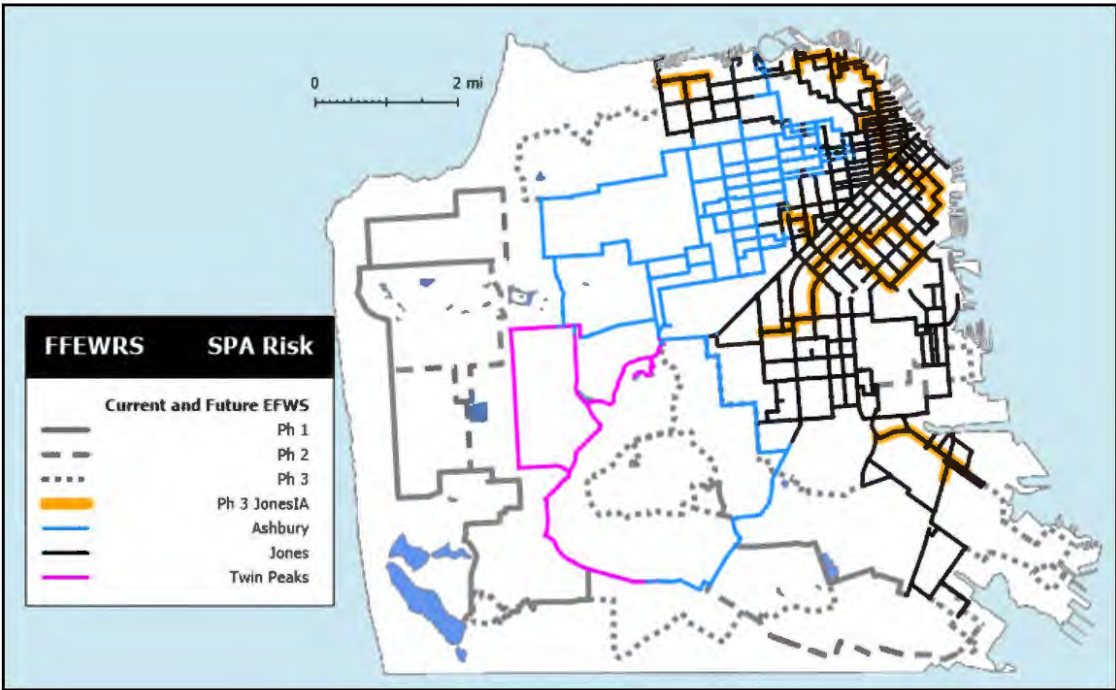 0
2 mi
FFEWRS SPA Risk
Current and Future EFWS
Ph 1
Ph 2
Ph 3
Ph 3 JonesIA
Ashbury
Jones
Twin Peaks